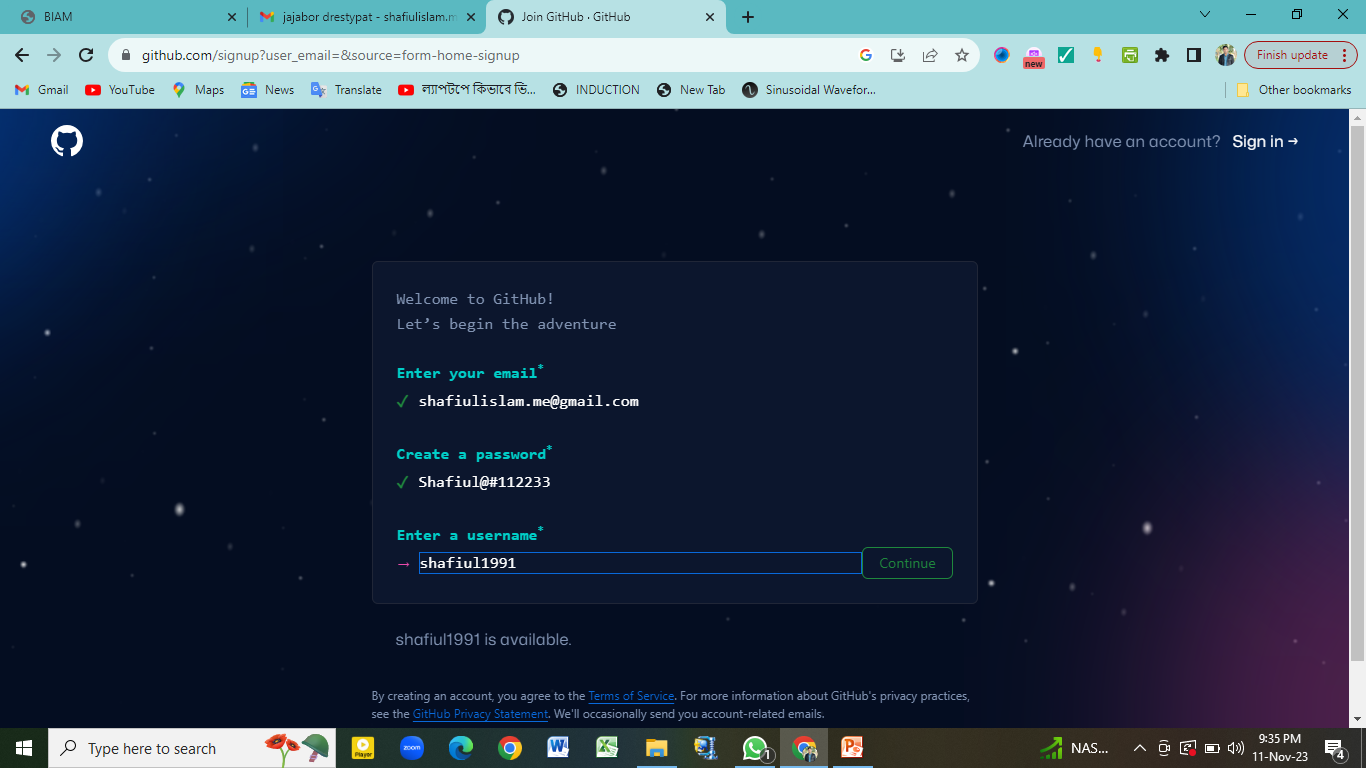 BIAM
jajabor drestypat - shafiulislam.m
Join GitHub · GitHub
github.com/signup?user_email=&source=form-home-signup
new
Finish update
Gmail
YouTube
Maps
News
Translate
ল্যাপটপে কিভাবে ভি...
INDUCTION
New Tab
Sinusoidal Wavefor...
Other bookmarks
Already have an account? Sign in →
Welcome to GitHub!
Let’s begin the adventure
Enter your email*
✓ shafiulislam.me@gmail.com
Create a password*
✓ Shafiul@#112233
Enter a username*
→ shafiul1991
Continue
shafiul1991 is available.
By creating an account, you agree to the Terms of Service. For more information about GitHub's privacy practices,
see the GitHub Privacy Statement. We'll occasionally send you account-related emails.
Type here to search
Player
zoom
1
NAS...
9:35 PM
11-Nov-23
4